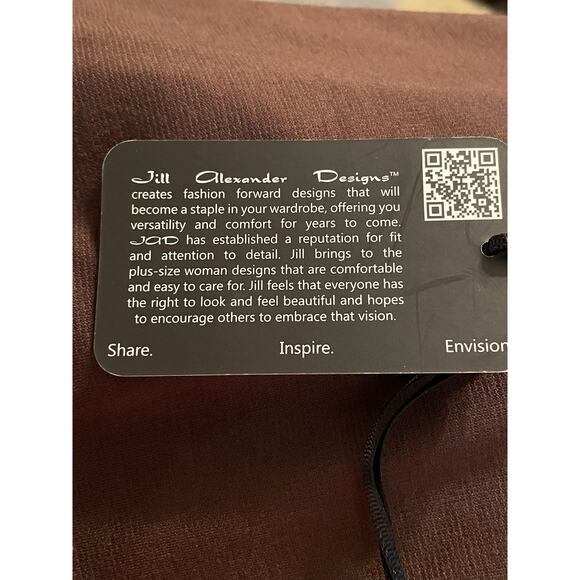 Jill Alexander Designs™
creates fashion forward designs that will
become a staple in your wardrobe, offering you
versatility and comfort for years to come.
JAD has established a reputation for fit
and attention to detail. Jill brings to the
plus-size woman designs that are comfortable
and easy to care for. Jill feels that everyone has
the right to look and feel beautiful and hopes
to encourage others to embrace that vision.
Share. Inspire. Envision